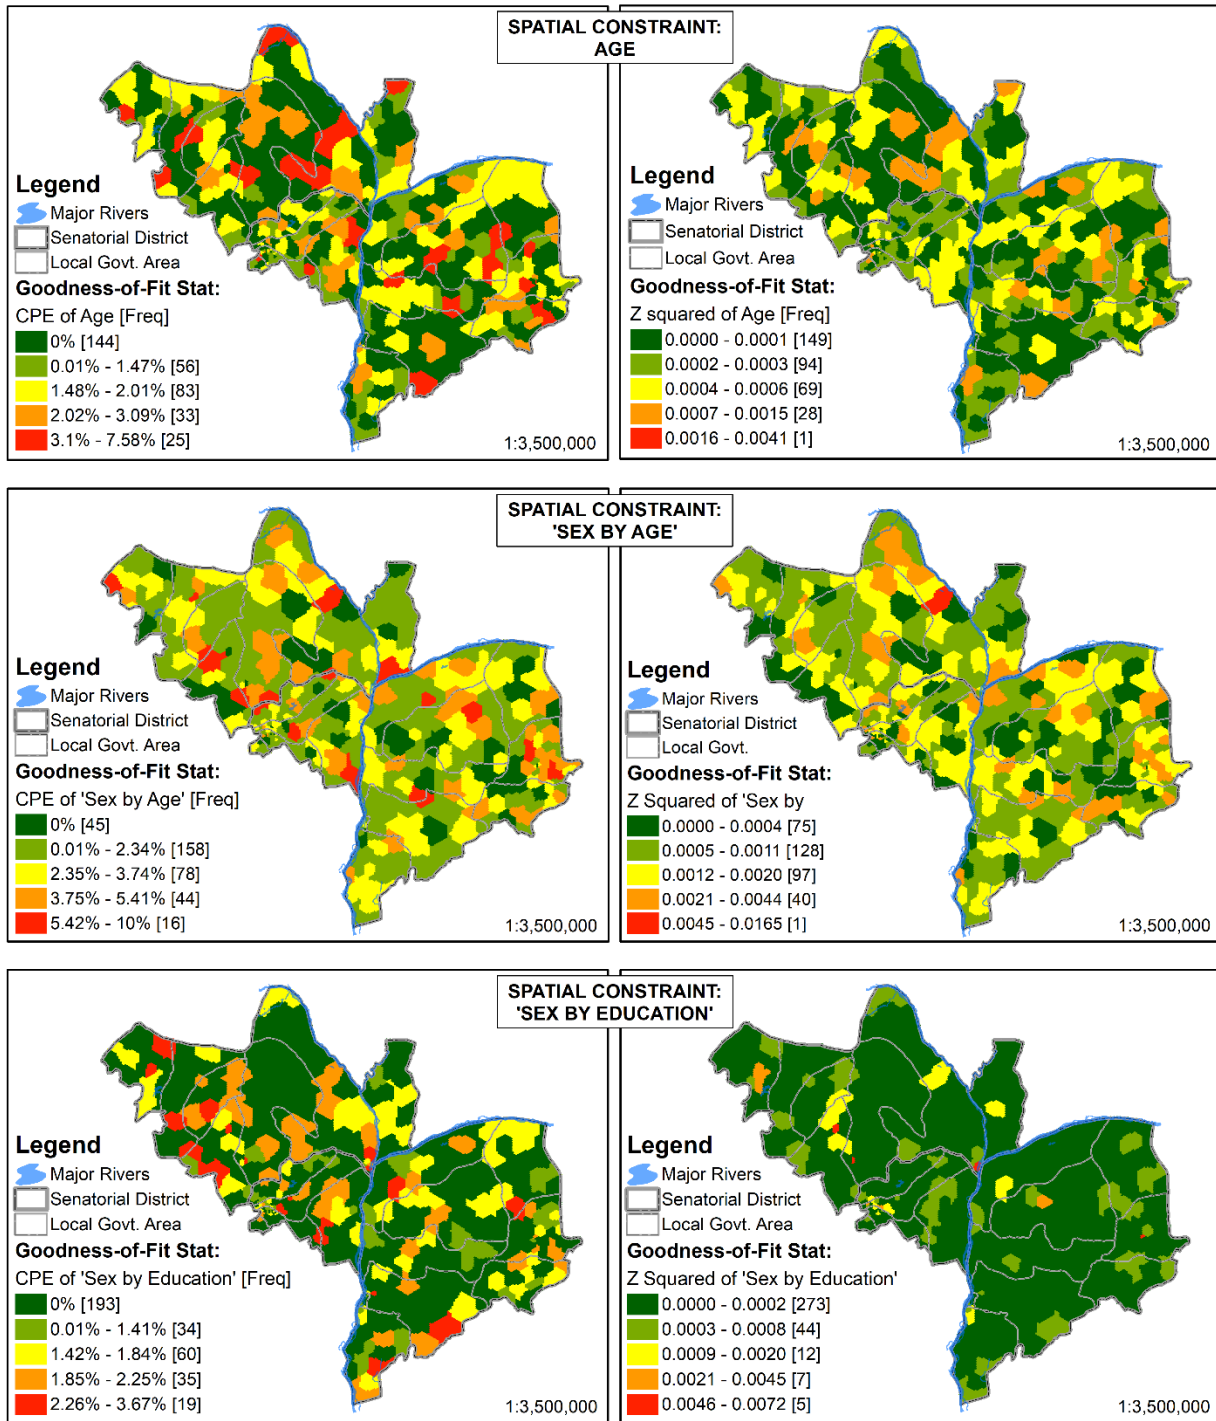 SPATIAL CONSTRAINT:
AGE
Legend
Major Rivers
Senatorial District
Local Govt. Area
Goodness-of-Fit Stat:
CPE of Age [Freq]
0% [144]
0.01% - 1.47% [56]
1.48% - 2.01% [83]
2.02% - 3.09% [33]
3.1% - 7.58% [25]
1:3,500,000
Legend
Major Rivers
Senatorial District
Local Govt. Area
Goodness-of-Fit Stat:
Z squared of Age [Freq]
0.0000 - 0.0001 [149]
0.0002 - 0.0003 [94]
0.0004 - 0.0006 [69]
0.0007 - 0.0015 [28]
0.0016 - 0.0041 [1]
1:3,500,000
SPATIAL CONSTRAINT:
'SEX BY AGE'
Legend
Major Rivers
Senatorial District
Local Govt. Area
Goodness-of-Fit Stat:
CPE of 'Sex by Age' [Freq]
0% [45]
0.01% - 2.34% [158]
2.35% - 3.74% [78]
3.75% - 5.41% [44]
5.42% - 10% [16]
1:3,500,000
Legend
Major Rivers
Senatorial District
Local Govt.
Goodness-of-Fit Stat:
Z Squared of 'Sex by
0.0000 - 0.0004 [75]
0.0005 - 0.0011 [128]
0.0012 - 0.0020 [97]
0.0021 - 0.0044 [40]
0.0045 - 0.0165 [1]
1:3,500,000
SPATIAL CONSTRAINT:
'SEX BY EDUCATION'
Legend
Major Rivers
Senatorial District
Local Govt. Area
Goodness-of-Fit Stat:
CPE of 'Sex by Education' [Freq]
0% [193]
0.01% - 1.41% [34]
1.42% - 1.84% [60]
1.85% - 2.25% [35]
2.26% - 3.67% [19]
1:3,500,000
Legend
Major Rivers
Senatorial District
Local Govt. Area
Goodness-of-Fit Stat:
Z Squared of 'Sex by Education'
0.0000 - 0.0002 [273]
0.0003 - 0.0008 [44]
0.0009 - 0.0020 [12]
0.0021 - 0.0045 [7]
0.0046 - 0.0072 [5]
1:3,500,000